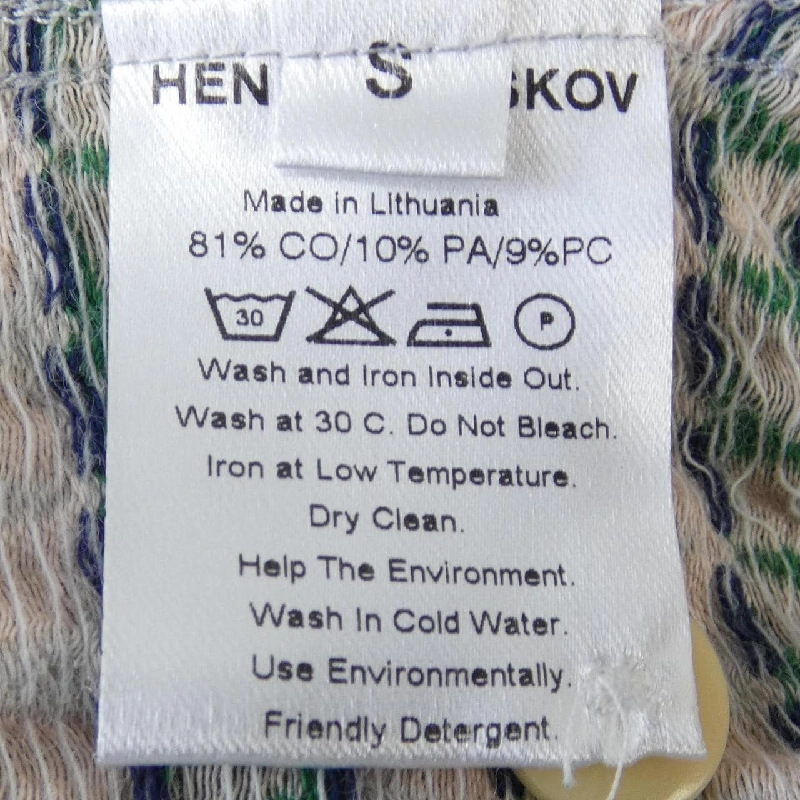 HEN S SKOV
Made in Lithuania
81% CO/10% PA/9%PC
30 P
Wash and Iron Inside Out.
Wash at 30 C. Do Not Bleach.
Iron at Low Temperature.
Dry Clean.
Help The Environment.
Wash In Cold Water.
Use Environmentally.
Friendly Detergent.